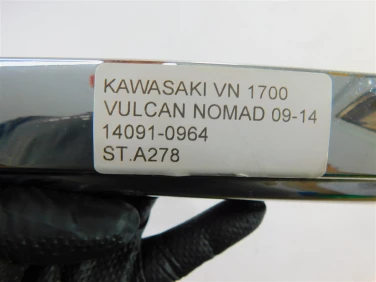 KAWASAKI VN 1700
VULCAN NOMAD 09-14
14091-0964
ST.A278